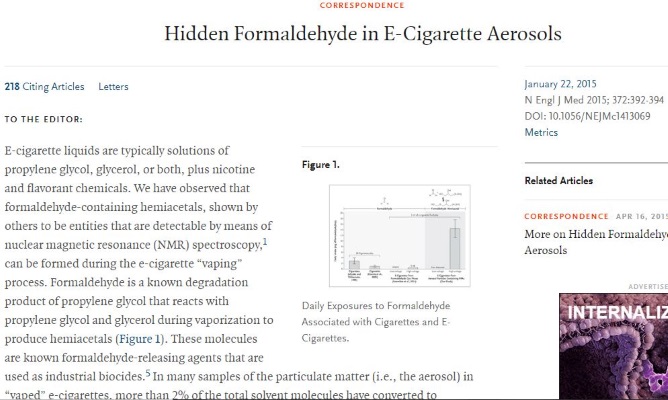 CORRESPONDENCE
Hidden Formaldehyde in E-Cigarette Aerosols
218 Citing Articles Letters
TO THE EDITOR:
E-cigarette liquids are typically solutions of
propylene glycol, glycerol, or both, plus nicotine
and flavorant chemicals. We have observed that
formaldehyde-containing hemiacetals, shown by
others to be entities that are detectable by means of
nuclear magnetic resonance (NMR) spectroscopy,1
can be formed during the e-cigarette “vaping”
process. Formaldehyde is a known degradation
product of propylene glycol that reacts with
propylene glycol and glycerol during vaporization to
produce hemiacetals (Figure 1). These molecules
are known formaldehyde-releasing agents that are
used as industrial biocides.5 In many samples of the particulate matter (i.e., the aerosol) in
“vaped” e-cigarettes, more than 2% of the total solvent molecules have converted to
Figure 1.
Daily Exposures to Formaldehyde
Associated with Cigarettes and E-
Cigarettes.
January 22, 2015
N Engl J Med 2015; 372:392-394
DOI: 10.1056/NEJMc1413069
Metrics
Related Articles
CORRESPONDENCE APR 16, 2015
More on Hidden Formaldehy
Aerosols
ADVERTISE
INTERNALIZ